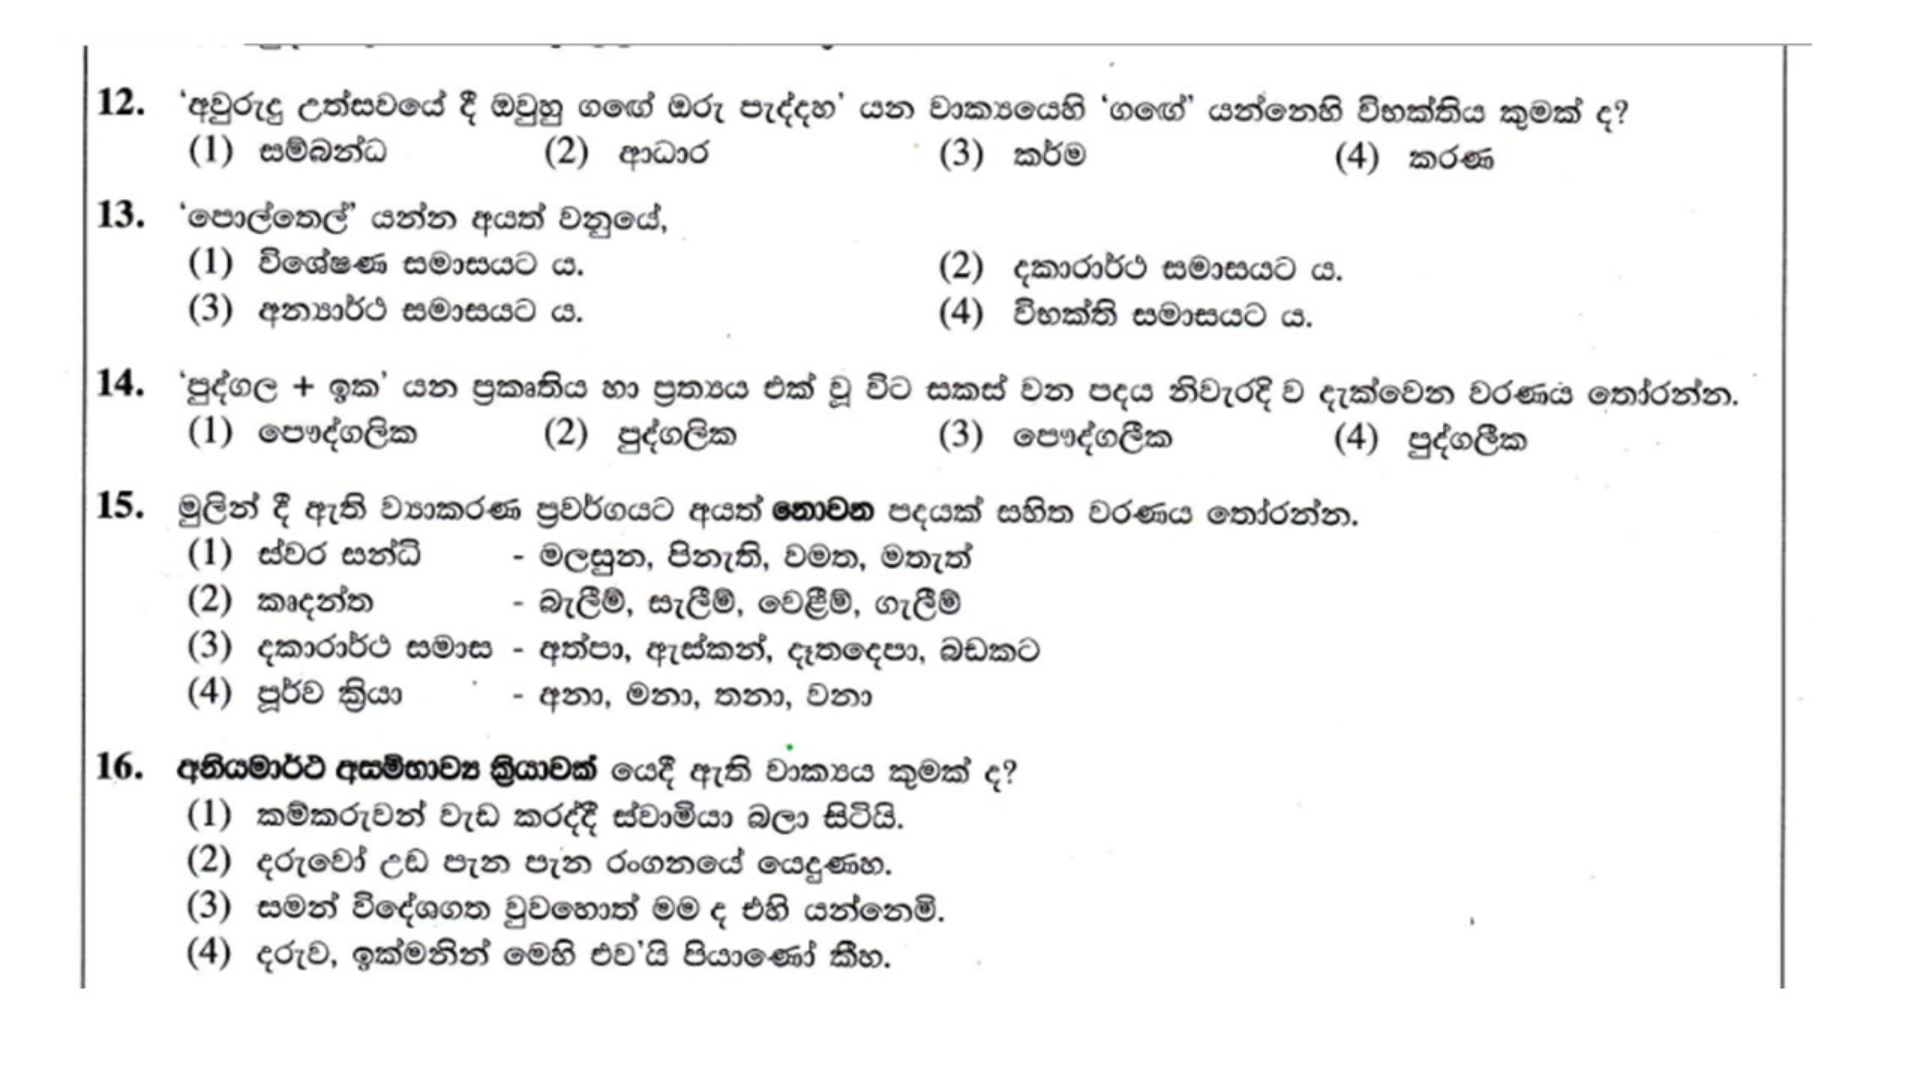 12. 'අවුරුදු උත්සවයේ දී ඔවුහු ගඟේ ඔරු පැද්දහ' යන වාක්‍යයෙහි 'ගඟේ' යන්නෙහි විභක්තිය කුමක් ද?
(1) සම්බන්ධ (2) ආධාර (3) කර්ම (4) කරණ
13. 'පොල්තෙල්' යන්න අයත් වනුයේ,
(1) විශේෂණ සමාසයට ය. (2) දකාරාර්ථ සමාසයට ය.
(3) අන්‍යාර්ථ සමාසයට ය. (4) විභක්ති සමාසයට ය.
14. 'පුද්ගල + ඉක' යන ප්‍රකෘතිය හා ප්‍රත්‍යය එක් වූ විට සකස් වන පදය නිවැරදි ව දැක්වෙන වරණය තෝරන්න.
(1) පෞද්ගලික (2) පුද්ගලික (3) පෞද්ගලීක (4) පුද්ගලීක
15. මුලින් දී ඇති ව්‍යාකරණ ප්‍රවර්ගයට අයත් නොවන පදයක් සහිත වරණය තෝරන්න.
(1) ස්වර සන්ධි - මලසුන, පිනැති, වමත, මතැත්
(2) කෘදන්ත - බැලීම්, සැලීම්, වෙළීම්, ගැලීම්
(3) දකාරාර්ථ සමාස - අත්පා, ඇස්කන්, දෑතදෙපා, බඩකට
(4) පූර්ව ක්‍රියා - අනා, මනා, තනා, වනා
16. අනියමාර්ථ අසම්භාව්‍ය ක්‍රියාවක් යෙදී ඇති වාක්‍යය කුමක් ද?
(1) කම්කරුවන් වැඩ කරද්දී ස්වාමියා බලා සිටියි.
(2) දරුවෝ උඩ පැන පැන රංගනයේ යෙදුණහ.
(3) සමන් විදේශගත වුවහොත් මම ද එහි යන්නෙමි.
(4) දරුව, ඉක්මනින් මෙහි එව'යි පියාණෝ කීහ.